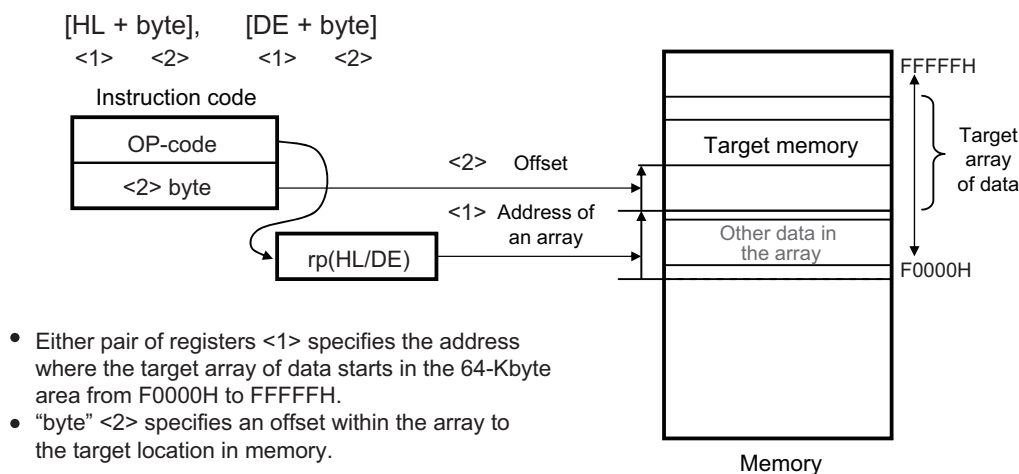 [HL + byte], [DE + byte]
<1> <2> <1> <2>
Instruction code
OP-code
<2> byte
<2> Offset
<1> Address of
an array
rp(HL/DE)
FFFFFH
Target memory
Target
array
of data
Other data in
the array
F0000H
Memory
• Either pair of registers <1> specifies the address
where the target array of data starts in the 64-Kbyte
area from F0000H to FFFFFH.
• “byte” <2> specifies an offset within the array to
the target location in memory.